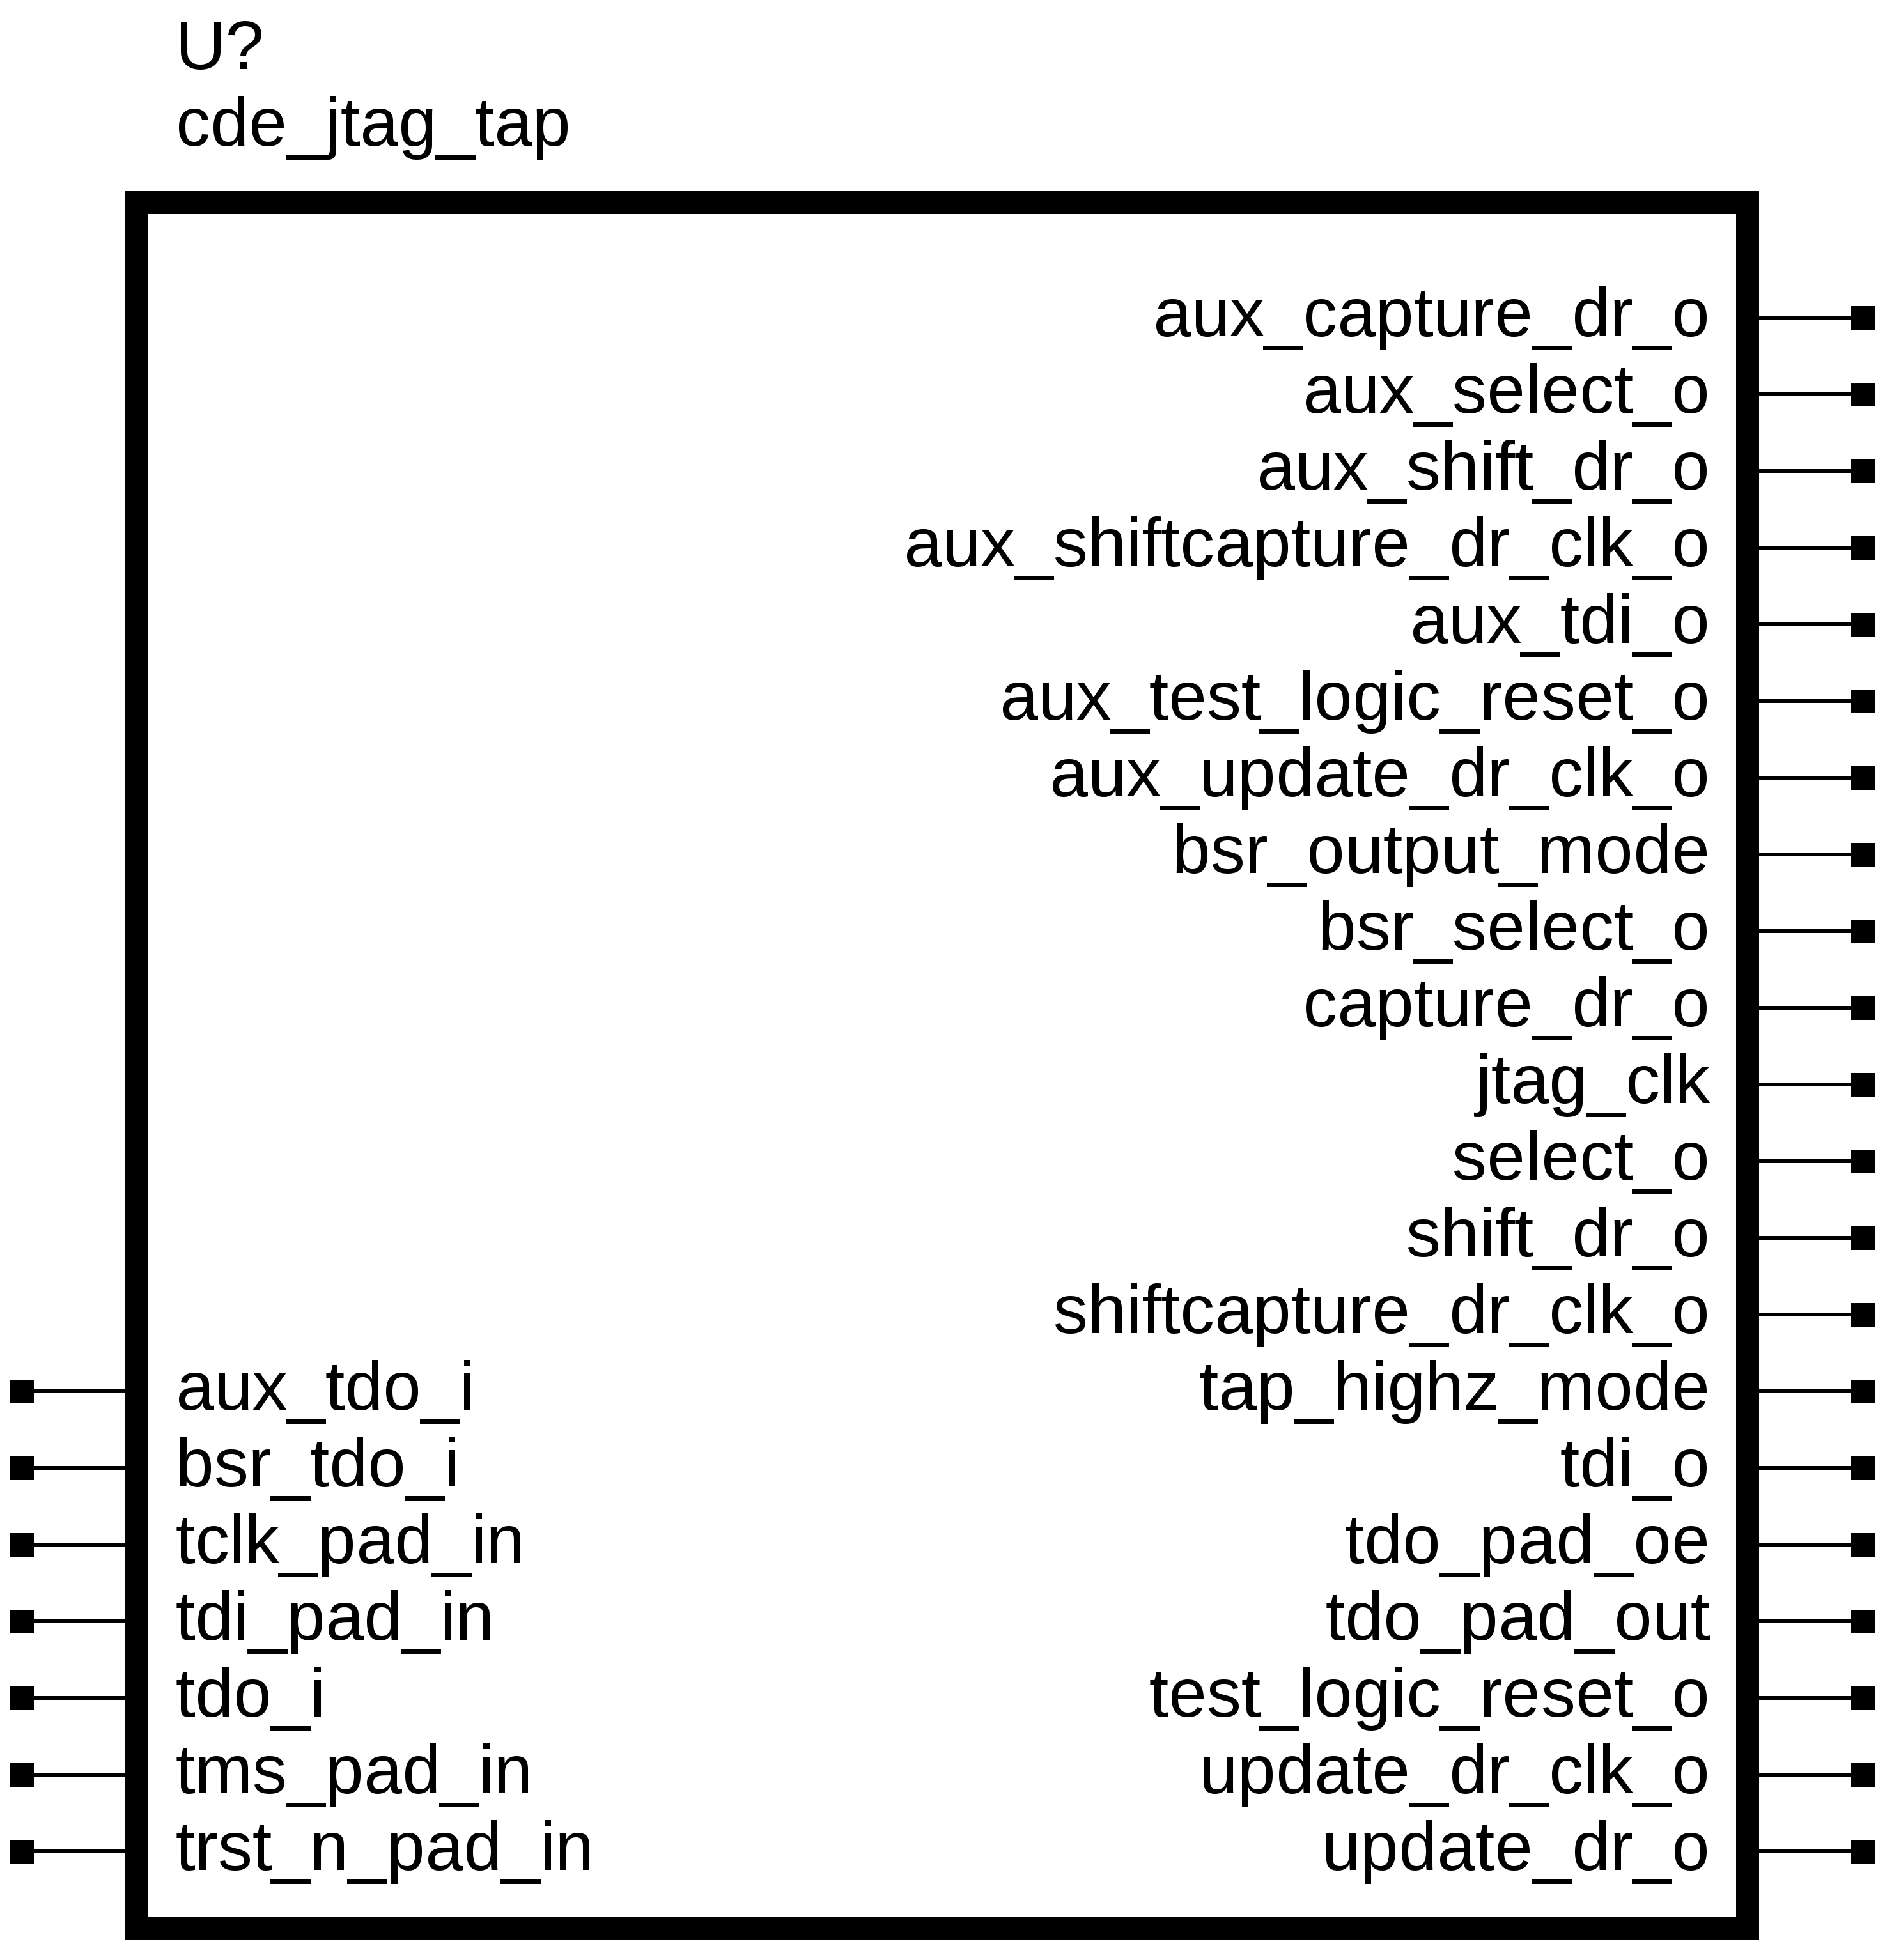 U?
cde_jtag_tap
aux_capture_dr_o
aux_select_o
aux_shift_dr_o
aux_shiftcapture_dr_clk_o
aux_tdi_o
aux_test_logic_reset_o
aux_update_dr_clk_o
bsr_output_mode
bsr_select_o
capture_dr_o
jtag_clk
select_o
shift_dr_o
shiftcapture_dr_clk_o
aux_tdo_i tap_highz_mode
bsr_tdo_i tdi_o
tclk_pad_in tdo_pad_oe
tdi_pad_in tdo_pad_out
tdo_i test_logic_reset_o
tms_pad_in update_dr_clk_o
trst_n_pad_in update_dr_o